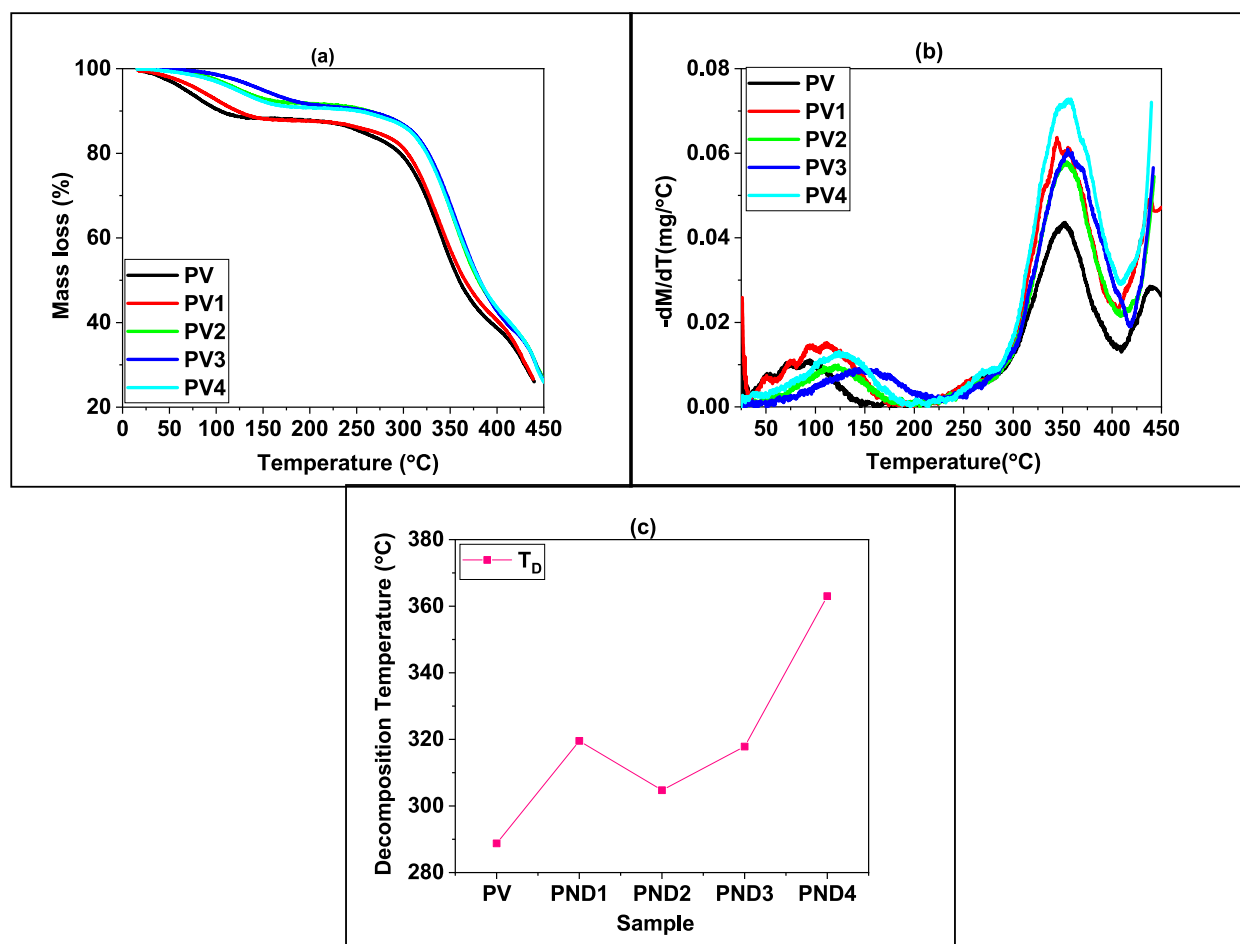 (a)
100
80
60
40
20
Mass loss (%)
PV
PV1
PV2
PV3
PV4
0 50 100 150 200 250 300 350 400 450
Temperature (°C)
(b)
0.08
0.06
0.04
0.02
0.00
-dM/dT(mg/°C)
PV
PV1
PV2
PV3
PV4
50 100 150 200 250 300 350 400 450
Temperature(°C)
(c)
380
360
340
320
300
280
Decomposition Temperature (°C)
T_D
PV PND1 PND2 PND3 PND4
Sample